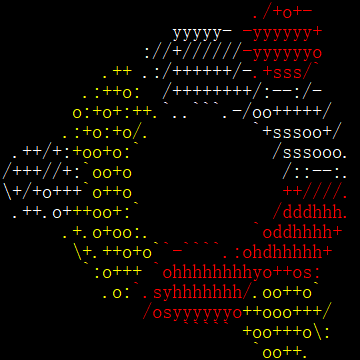 ./+o+-
yyyyy- -yyyyyy+
://+//////-yyyyyyo
.++ .:/++++++/-.+sss/`
.:++o: /++++++++/:--:/-
o:+o+:++.`..```.-/oo+++++/
.:+o:+o/. `+sssoo+/
.++/+:+oo+o:` /sssooo.
/+++//+:`oo+o /::--:.
\+/+o+++`o++o ++////.
.++.o+++oo+:` /dddhhh.
.+.o+oo:. `oddhhhh+
\+.++o+o``-````.:ohdhhhhh+
`:o+++ `ohhhhhhhhyo++os:
.o:`.syhhhhhhh/.oo++o`
/osyyyyyyo++ooo+++/
````` +oo+++o\:
`oo++.